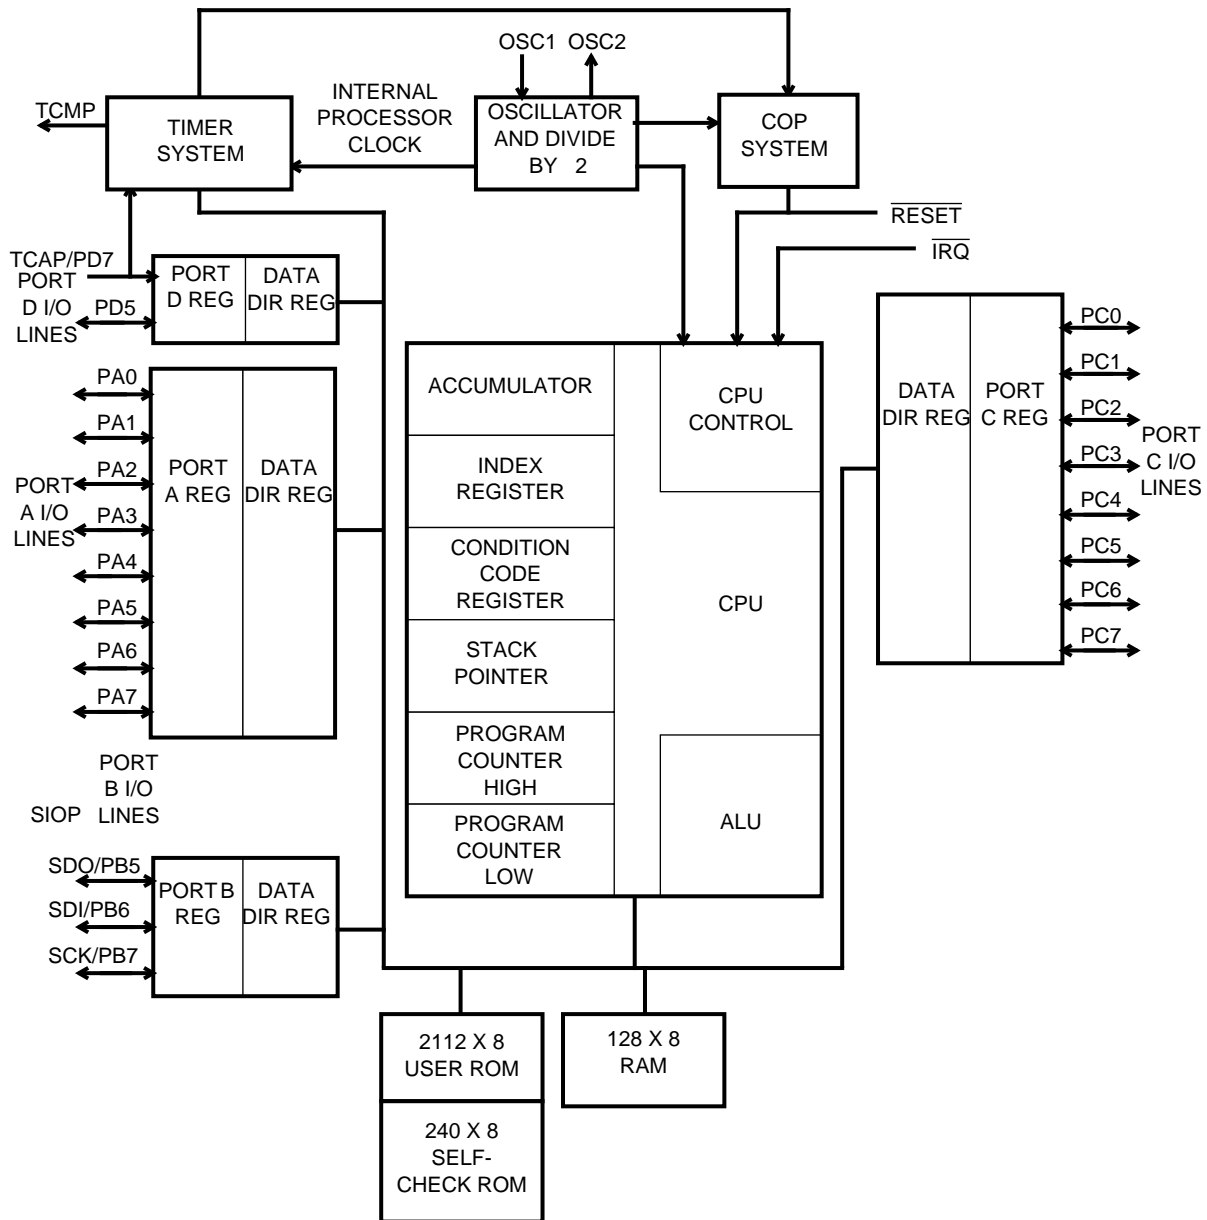 OSC1 OSC2
TCMP
TIMER
SYSTEM
INTERNAL
PROCESSOR
CLOCK
OSCILLATOR
AND DIVIDE
BY 2
COP
SYSTEM
RESET
IRQ
TCAP/PD7
PORT
D I/O
LINES
PD5
PORT
D REG
DATA
DIR REG
PA0
PA1
PA2
PA3
PA4
PA5
PA6
PA7
PORT
A I/O
LINES
PORT
A REG
DATA
DIR REG
ACCUMULATOR
INDEX
REGISTER
CONDITION
CODE
REGISTER
STACK
POINTER
PROGRAM
COUNTER
HIGH
PROGRAM
COUNTER
LOW
CPU
CONTROL
CPU
ALU
DATA
DIR REG
PORT
C REG
PC0
PC1
PC2
PC3
PC4
PC5
PC6
PC7
PORT
C I/O
LINES
PORT
B I/O
LINES
SIOP
SDO/PB5
SDI/PB6
SCK/PB7
PORT B
REG
DATA
DIR REG
2112 X 8
USER ROM
240 X 8
SELF-
CHECK ROM
128 X 8
RAM